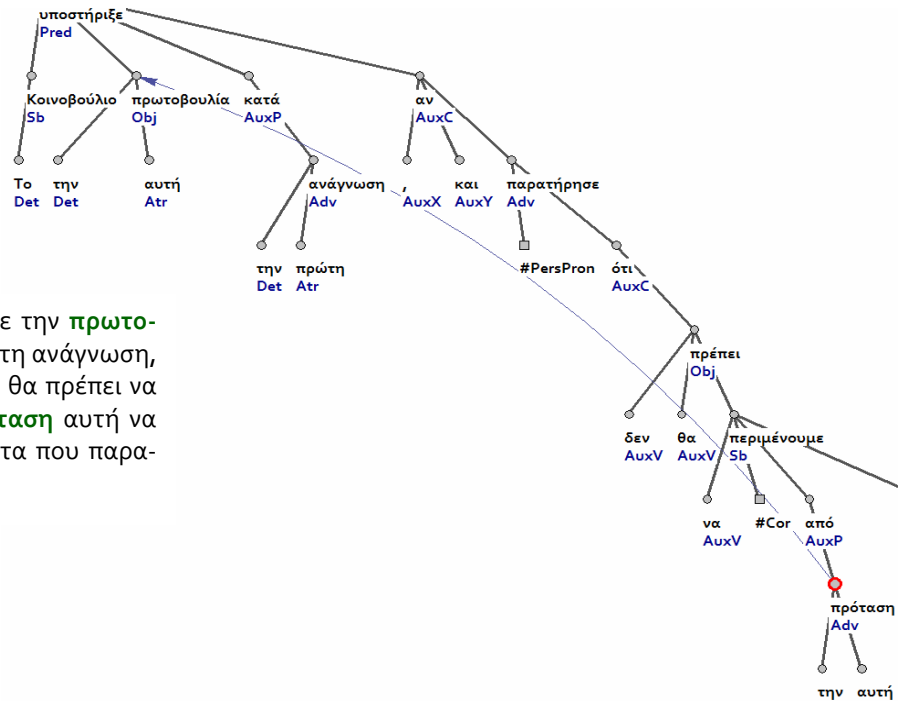 υποστήριξε
Pred
Κοινοβούλιο πρωτοβουλία κατά αν
Sb Obj AuxP AuxC
Το την αυτή ανάγνωση , και παρατήρησε
Det Det Atr Adv AuxX AuxY Adv
την πρώτη #PersPron ότι
Det Atr AuxC
ε την πρωτο-
τη ανάγνωση,
θα πρέπει να
ταση αυτή να
τα που παρα-
πρέπει
Obj
δεν θα περιμένουμε
AuxV AuxV Sb
να #Cor από
AuxV AuxP
πρόταση
Adv
την αυτή